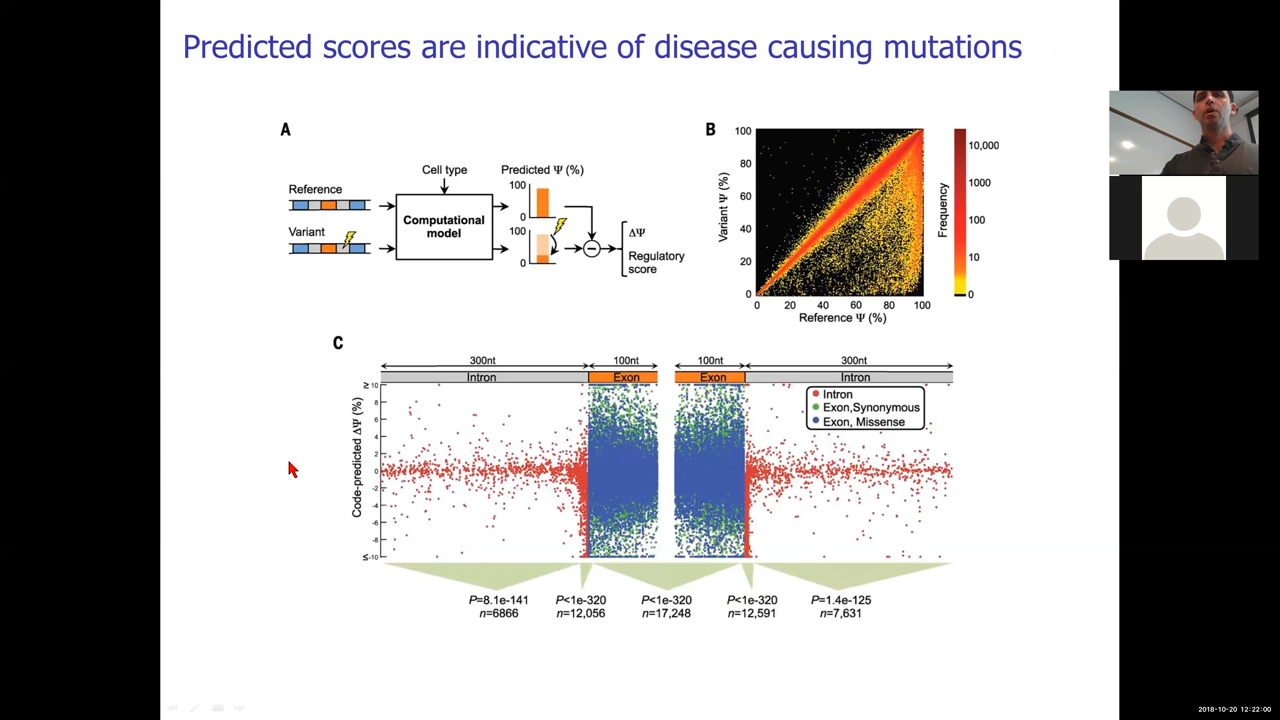 Predicted scores are indicative of disease causing mutations
A
Cell type
Predicted Ψ (%)
Reference
Variant
Computational
model
100
0
100
0
ΔΨ
Regulatory
score
B
100
80
60
40
20
0
Variant Ψ (%)
0 20 40 60 80 100
Reference Ψ (%)
Frequency
10,000
1000
100
10
0
C
300nt 100nt 100nt 300nt
Intron Exon Exon Intron
Code-predicted ΔΨ (%)
≥ 10
8
6
4
2
0
-2
-4
-6
-8
≤ -10
Intron
Exon,Synonymous
Exon, Missense
P=8.1e-141 P<1e-320 P<1e-320 P<1e-320 P=1.4e-125
n=6866 n=12,056 n=17,248 n=12,591 n=7,631
2018-10-20 12:22:00